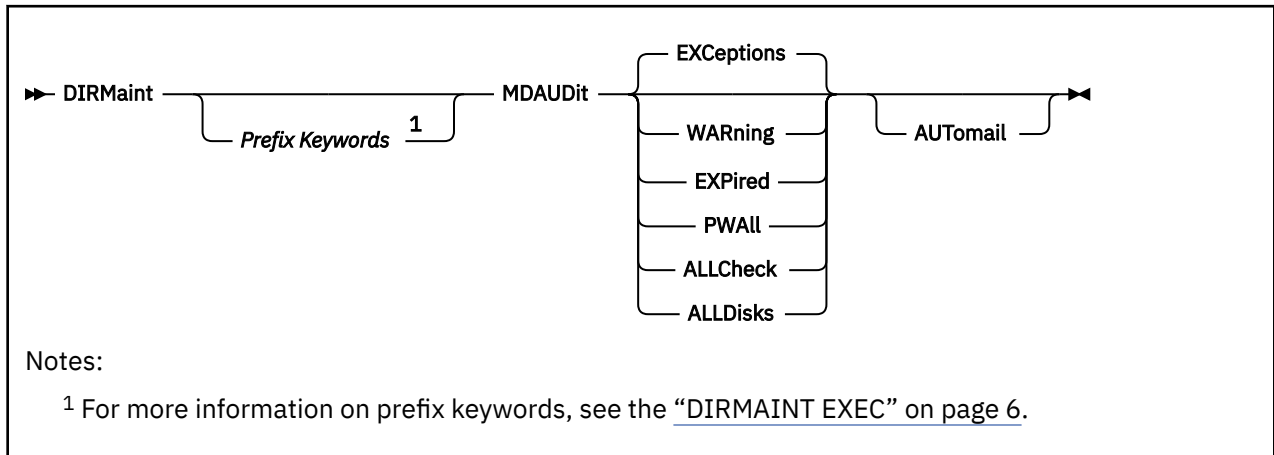 EXCeptions
DIRMaint MDAUDit
Prefix Keywords 1
WARning AUTomail
EXPired
PWAll
ALLCheck
ALLDisks
Notes:
1 For more information on prefix keywords, see the “DIRMAINT EXEC” on page 6.